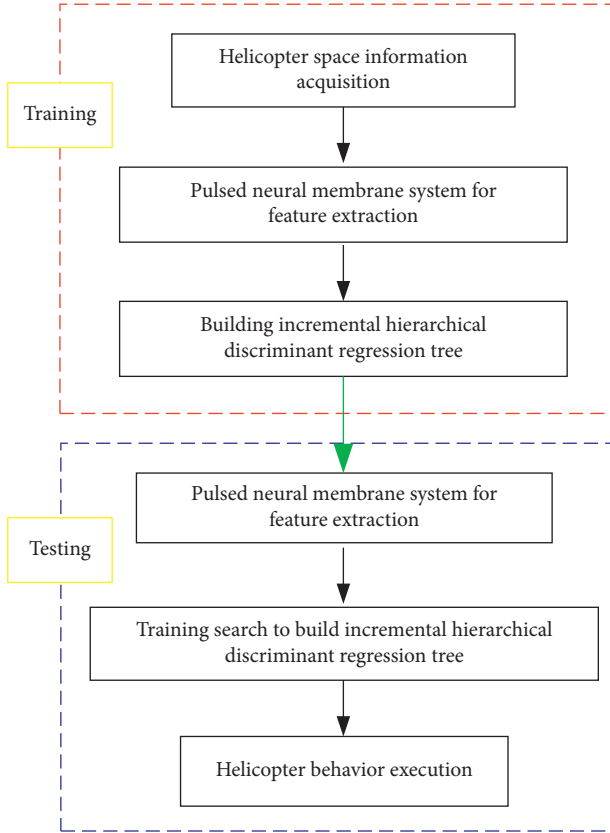 Helicopter space information
acquisition
Training
Pulsed neural membrane system for
feature extraction
Building incremental hierarchical
discriminant regression tree
Pulsed neural membrane system for
feature extraction
Testing
Training search to build incremental hierarchical
discriminant regression tree
Helicopter behavior execution